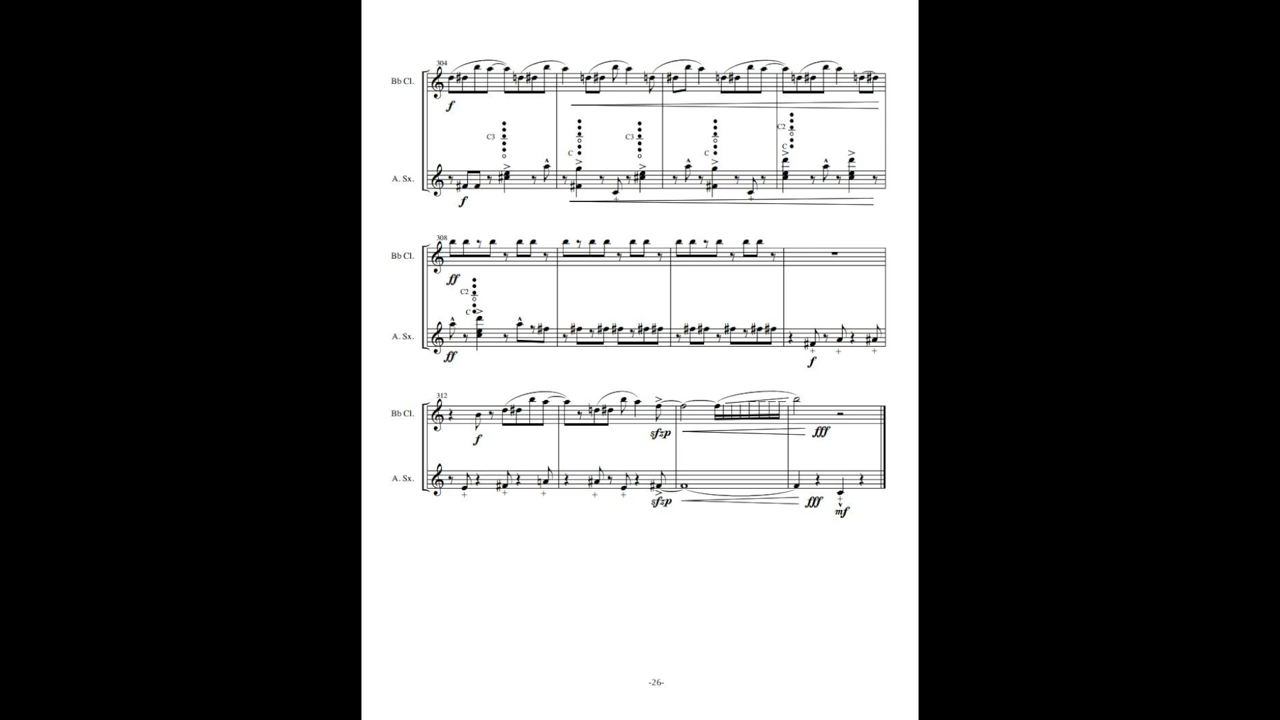 304
Bb Cl.
f
C3
C
C3
C
C2
C
A. Sx.
f
308
Bb Cl.
ff
C2
C
A. Sx.
ff
f
312
Bb Cl.
f
sfzp
fff
A. Sx.
sfzp
fff
mf
-26-